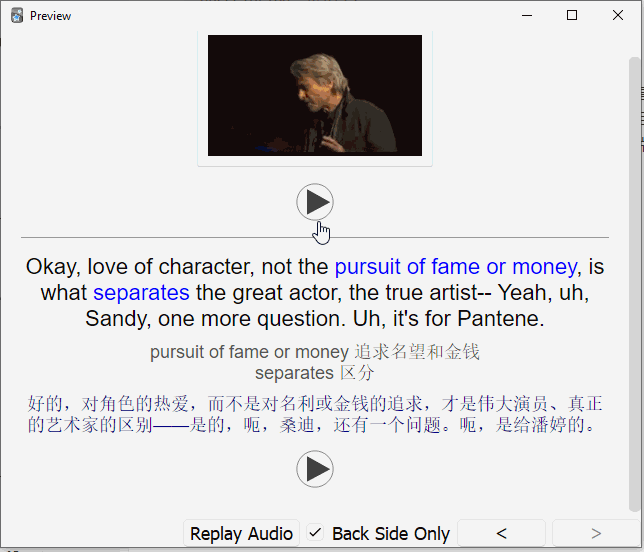 Preview
Okay, love of character, not the pursuit of fame or money, is
what separates the great actor, the true artist-- Yeah, uh,
Sandy, one more question. Uh, it's for Pantene.
pursuit of fame or money 追求名望和金钱
separates 区分
好的，对角色的热爱，而不是对名利或金钱的追求，才是伟大演员、真正
的艺术家的区别——是的，呃，桑迪，还有一个问题。呃，是给潘婷的。
Replay Audio Back Side Only < >